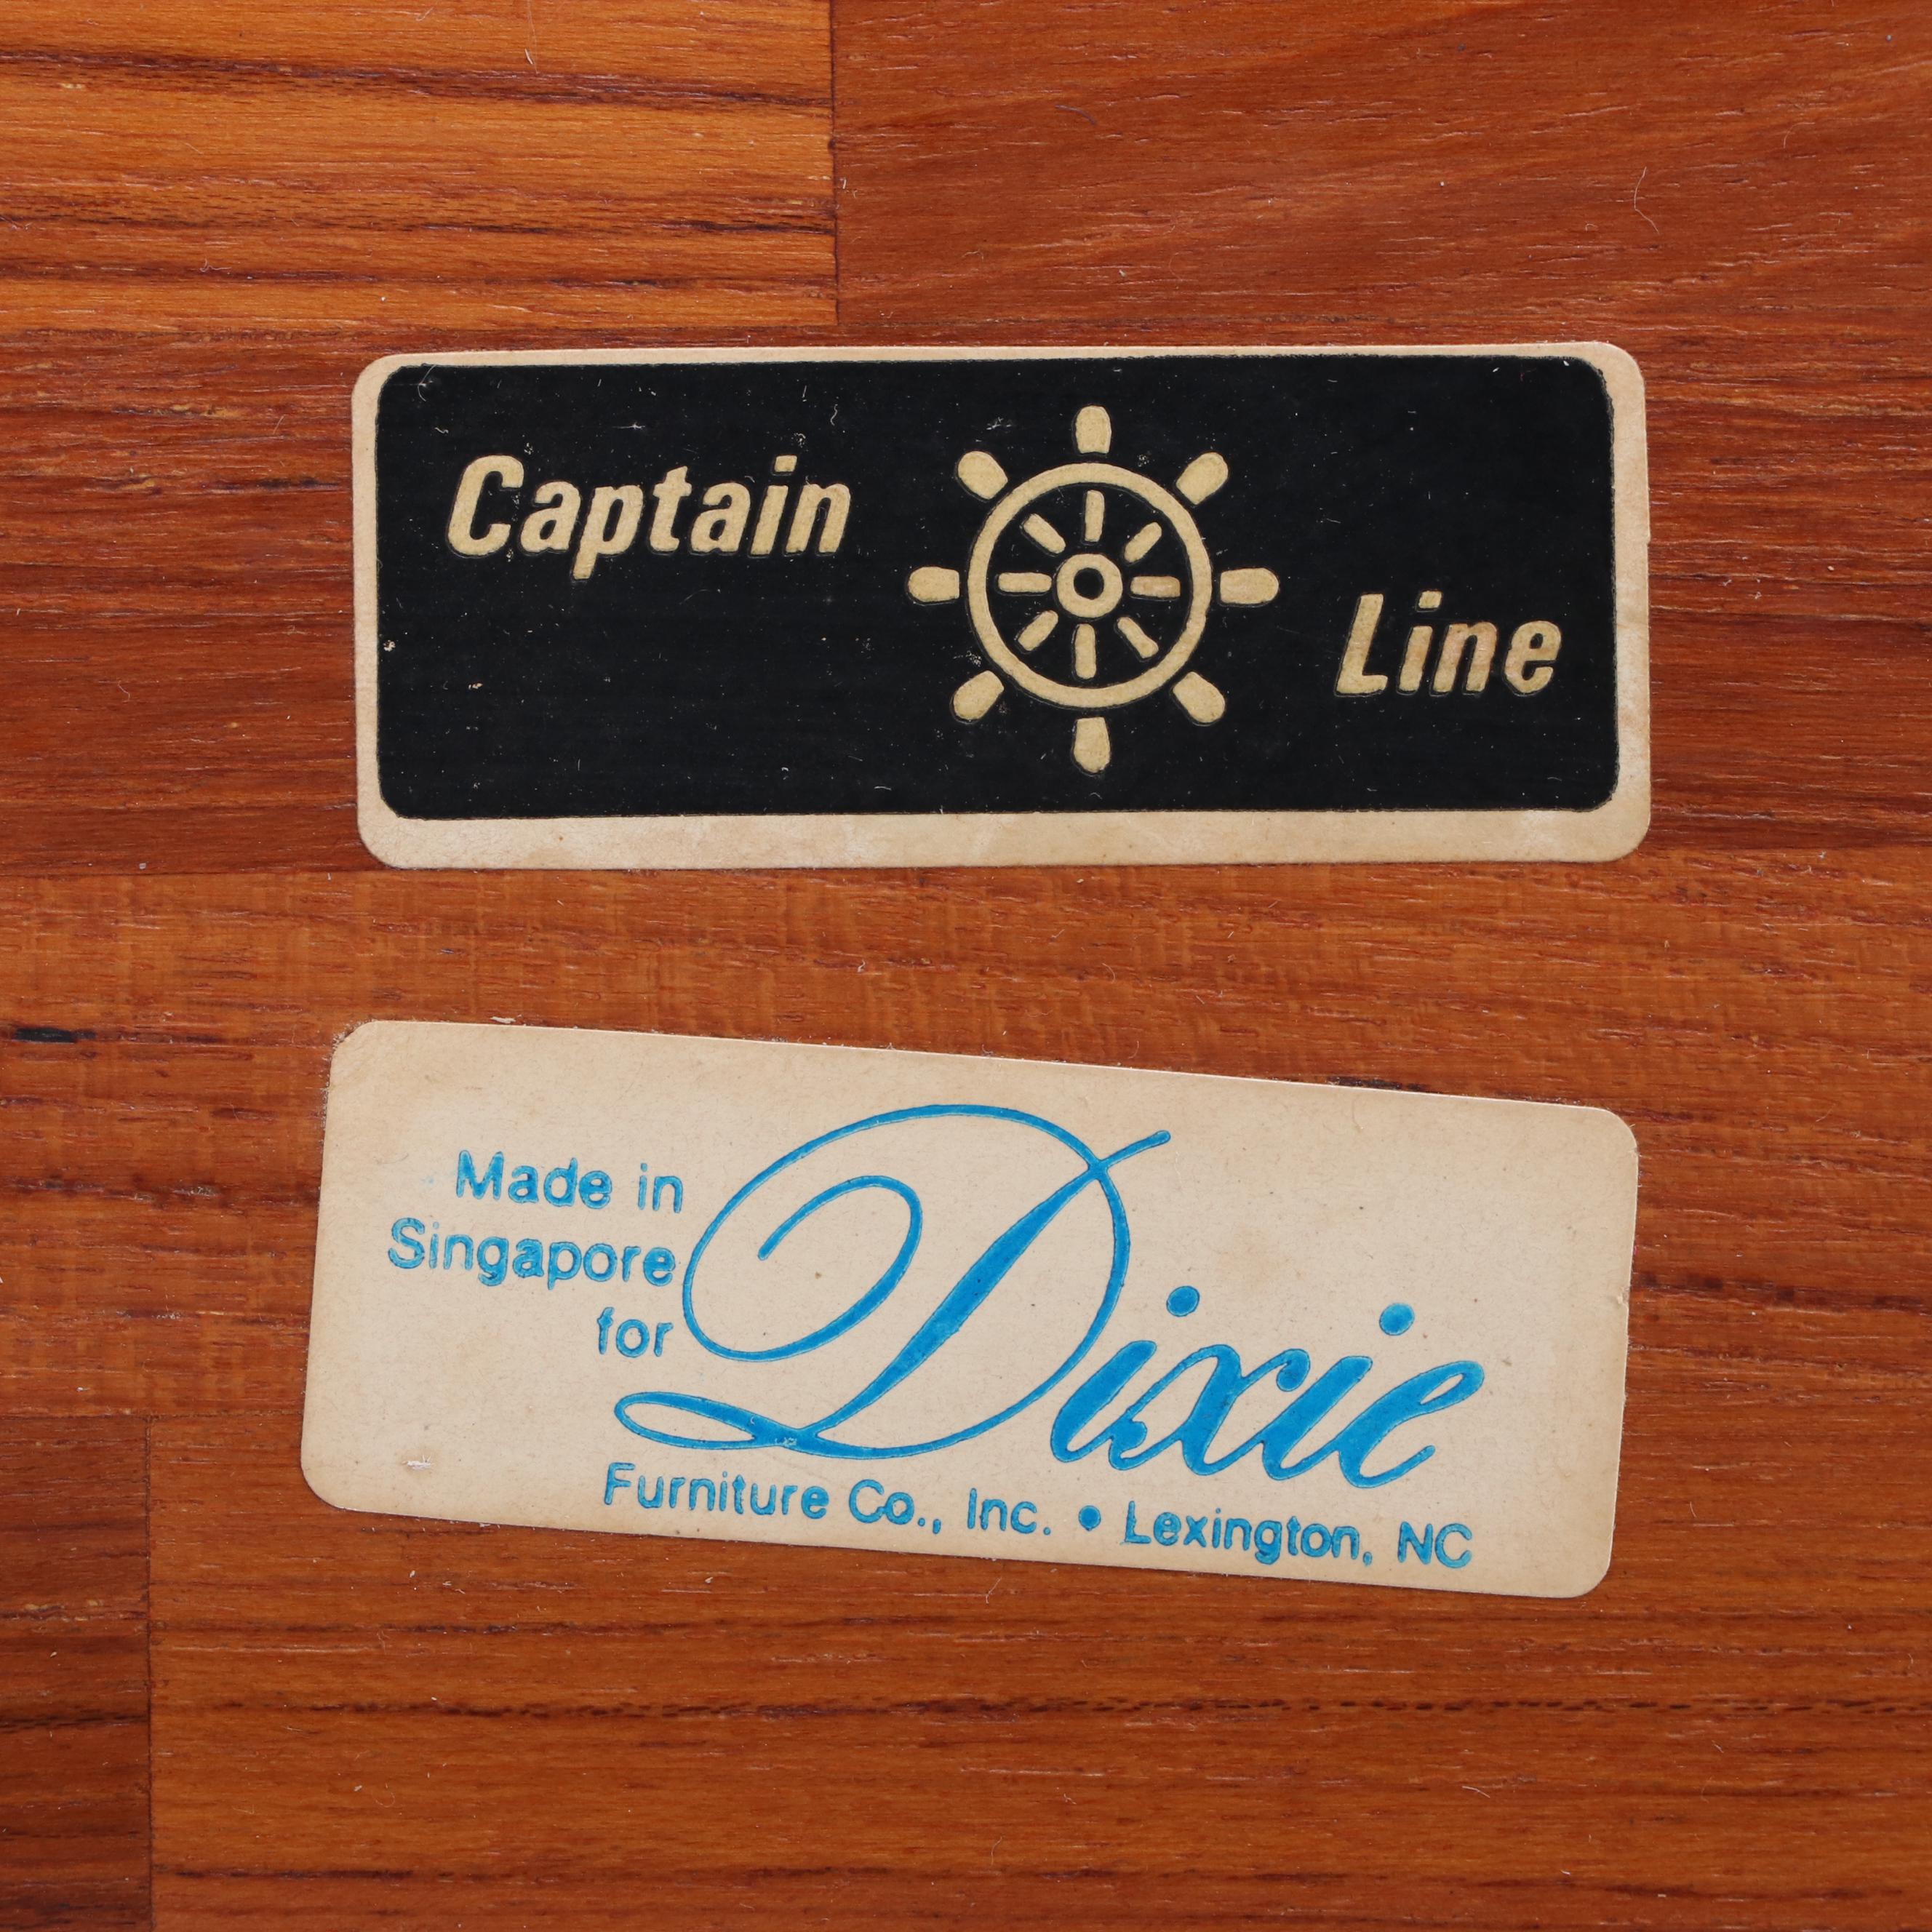 Captain
Line
Made in
Singapore
for
Dixie
Furniture Co., Inc. • Lexington, NC